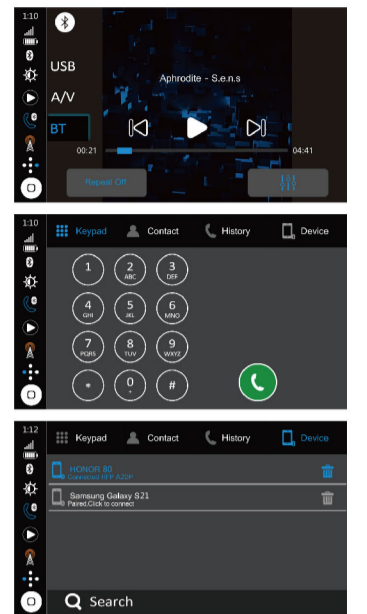 1:10
USB
Aphrodite - S.e.n.s
A/V
BT
00:21
04:41
Repeat Off
1:10
Keypad Contact History Device
1 2 3
ABC DEF
4 5 6
GHI JKL MNO
7 8 9
PQRS TUV WXYZ
* 0 #
+
1:12
Keypad Contact History Device
HONOR 80
Connected HFP A2DP
Samsung Galaxy S21
Paired,Click to connect
Search